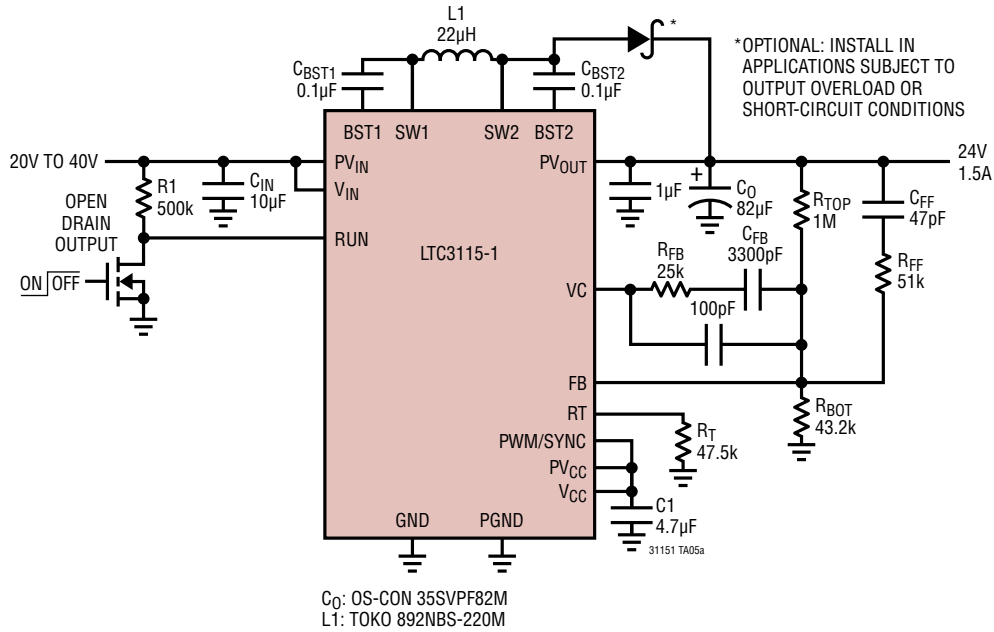 L1
22µH
*
*OPTIONAL: INSTALL IN
APPLICATIONS SUBJECT TO
OUTPUT OVERLOAD OR
SHORT-CIRCUIT CONDITIONS
CBST1
0.1µF
CBST2
0.1µF
BST1 SW1 SW2 BST2
20V TO 40V
PVIN
PVOUT
24V
1.5A
OPEN
DRAIN
OUTPUT
R1
500k
CIN
10µF
VIN
1µF
+
CO
82µF
RTOP
1M
CFF
47pF
RUN
LTC3115-1
ON OFF
RFB
25k
CFB
3300pF
RFF
51k
VC
100pF
FB
RT
RBOT
43.2k
RT
47.5k
PWM/SYNC
PVCC
VCC
C1
4.7µF
GND PGND
31151 TA05a
CO: OS-CON 35SVPF82M
L1: TOKO 892NBS-220M